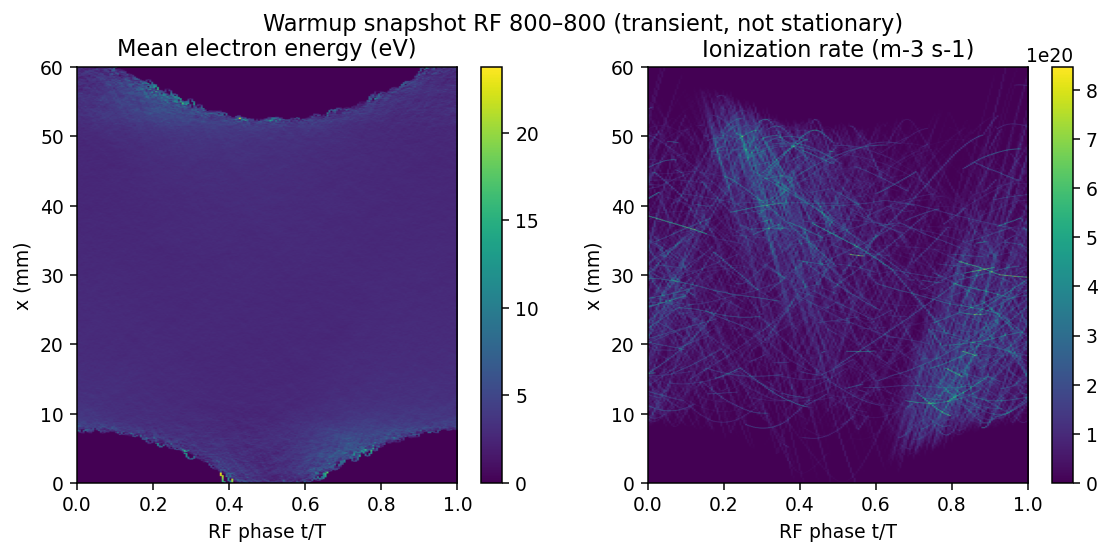 Warmup snapshot RF 800–800 (transient, not stationary)
Mean electron energy (eV)
60
50
40
30
20
10
0
x (mm)
0.0 0.2 0.4 0.6 0.8 1.0
RF phase t/T
20
15
10
5
0
Ionization rate (m-3 s-1)
1e20
60
50
40
30
20
10
0
x (mm)
0.0 0.2 0.4 0.6 0.8 1.0
RF phase t/T
8
7
6
5
4
3
2
1
0